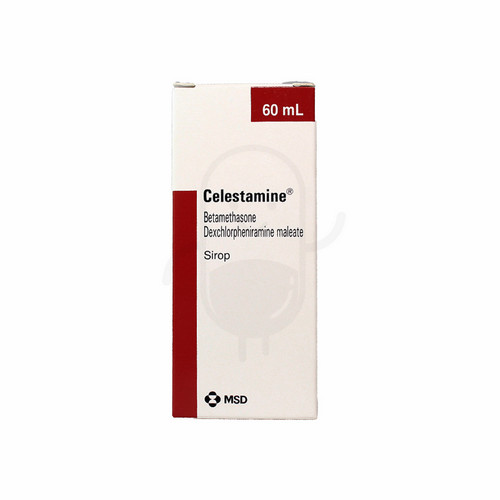 60 mL
Celestamine®
Betamethasone
Dexchlorpheniramine maleate
Sirop
MSD